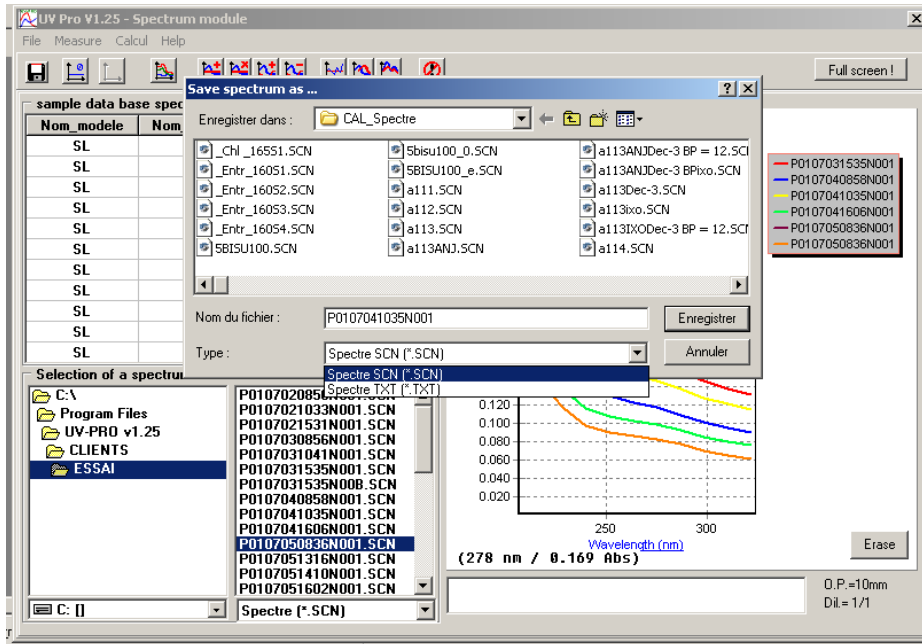 UV Pro V1.25 - Spectrum module
File Measure Calcul Help
Full screen !
sample data base spec
Nom_modele Nom_
SL
SL
SL
SL
SL
SL
SL
SL
SL
SL
SL
Save spectrum as ...
Enregistrer dans : CAL_Spectre
_Chl _165S1.SCN
_Entr_160S1.SCN
_Entr_160S2.SCN
_Entr_160S3.SCN
_Entr_160S4.SCN
5BISU100.SCN
5bisu100_0.SCN
5BISU100_e.SCN
a111.SCN
a112.SCN
a113.SCN
a113ANJ.SCN
a113ANJDec-3 BP = 12.SCI
a113ANJDec-3 BPixo.SCN
a113Dec-3.SCN
a113ixo.SCN
a113IXODec-3 BP = 12.SCI
a114.SCN
Nom du fichier : P0107041035N001 Enregistrer
Type : Spectre SCN (*.SCN) Annuler
Spectre SCN (*.SCN)
Spectre TXT (*.TXT)
P0107031535N001
P0107040858N001
P0107041035N001
P0107041606N001
P0107050836N001
P0107050836N001
Selection of a spectrum
C:\
Program Files
UV-PRO v1.25
CLIENTS
ESSAI
C: []
P0107020850N001.SCN
P0107021033N001.SCN
P0107021531N001.SCN
P0107030856N001.SCN
P0107031041N001.SCN
P0107031535N001.SCN
P0107031535N00B.SCN
P0107040858N001.SCN
P0107041035N001.SCN
P0107041606N001.SCN
P0107050836N001.SCN
P0107051316N001.SCN
P0107051410N001.SCN
P0107051602N001.SCN
Spectre (*.SCN)
0.120
0.100
0.080
0.060
0.040
0.020
250 300
Wavelength (nm)
(278 nm / 0.169 Abs)
Erase
O.P.=10mm
Dil.= 1/1